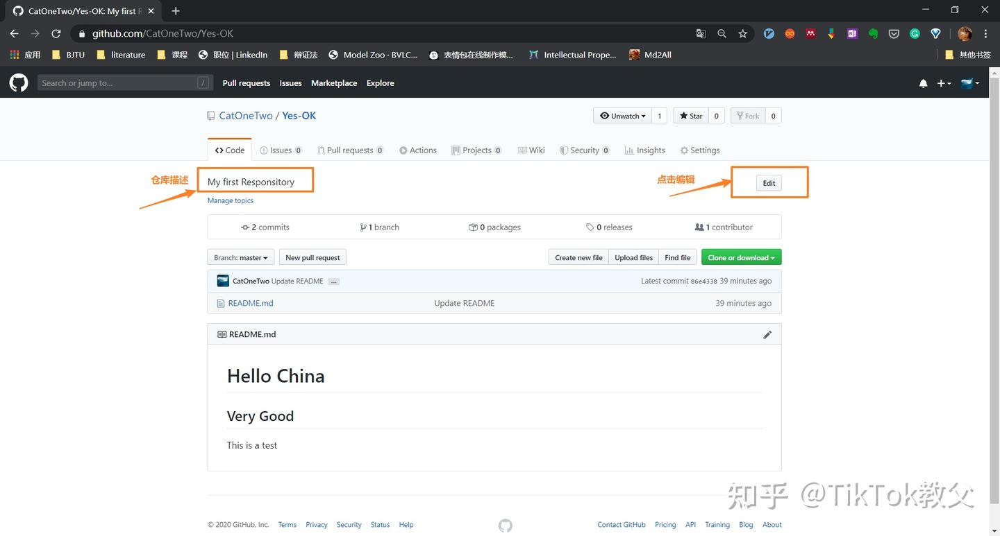 CatOneTwo/Yes-OK: My first R
github.com/CatOneTwo/Yes-OK
应用 BJTU literature 课程 职位 | LinkedIn 辩证法 Model Zoo · BVLC... 表情包在线制作模... Intellectual Prope... Md2All 其他书签
Search or jump to... / Pull requests Issues Marketplace Explore
CatOneTwo / Yes-OK Unwatch 1 Star 0 Fork 0
Code Issues 0 Pull requests 0 Actions Projects 0 Wiki Security 0 Insights Settings
仓库描述 My first Responsitory 点击编辑 Edit
Manage topics
2 commits 1 branch 0 packages 0 releases 1 contributor
Branch: master New pull request Create new file Upload files Find file Clone or download
CatOneTwo Update README ... Latest commit 86e4338 39 minutes ago
README.md Update README 39 minutes ago
README.md
Hello China
Very Good
This is a test
知乎 @TikTok教父
© 2020 GitHub, Inc. Terms Privacy Security Status Help Contact GitHub Pricing API Training Blog About